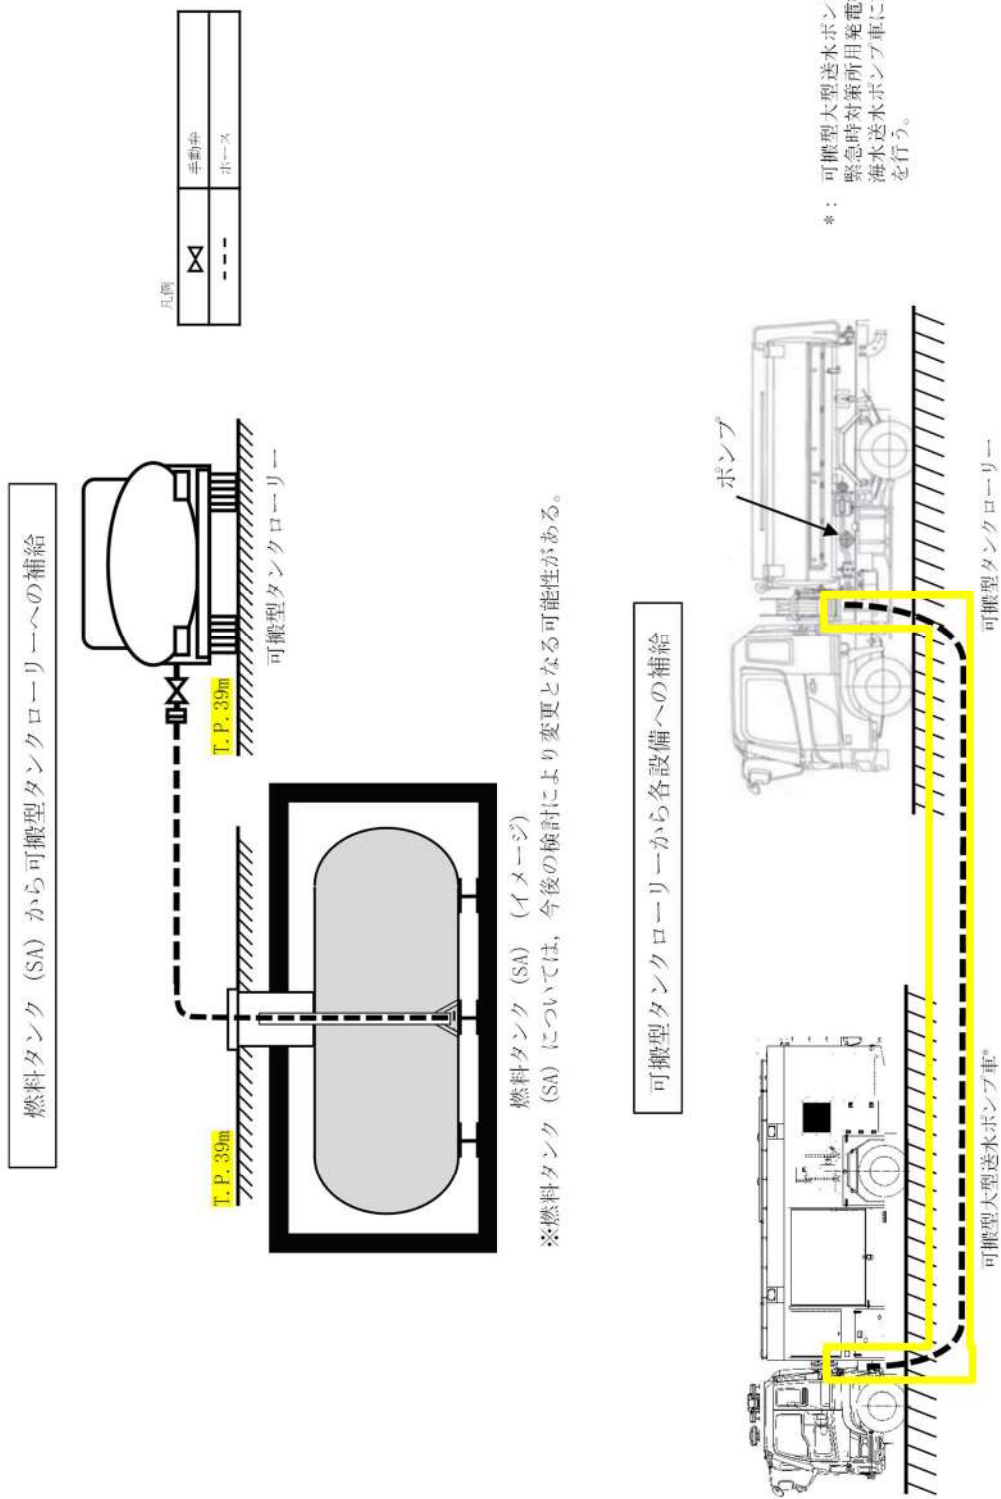 燃料タンク（SA）から可搬型タンクローリーへの補給
凡例
手動弁
ホース
T.P.39m
T.P.39m
可搬型タンクローリー
燃料タンク（SA）（イメージ）
※燃料タンク（SA）については，今後の検討により変更となる可能性がある。
可搬型タンクローリーから各設備への補給
ポンプ
可搬型大型送水ポンプ車*
可搬型タンクローリー
*： 可搬型大型送水ポン
緊急時対策所用発電
海水送水ポンプ車に
を行う。